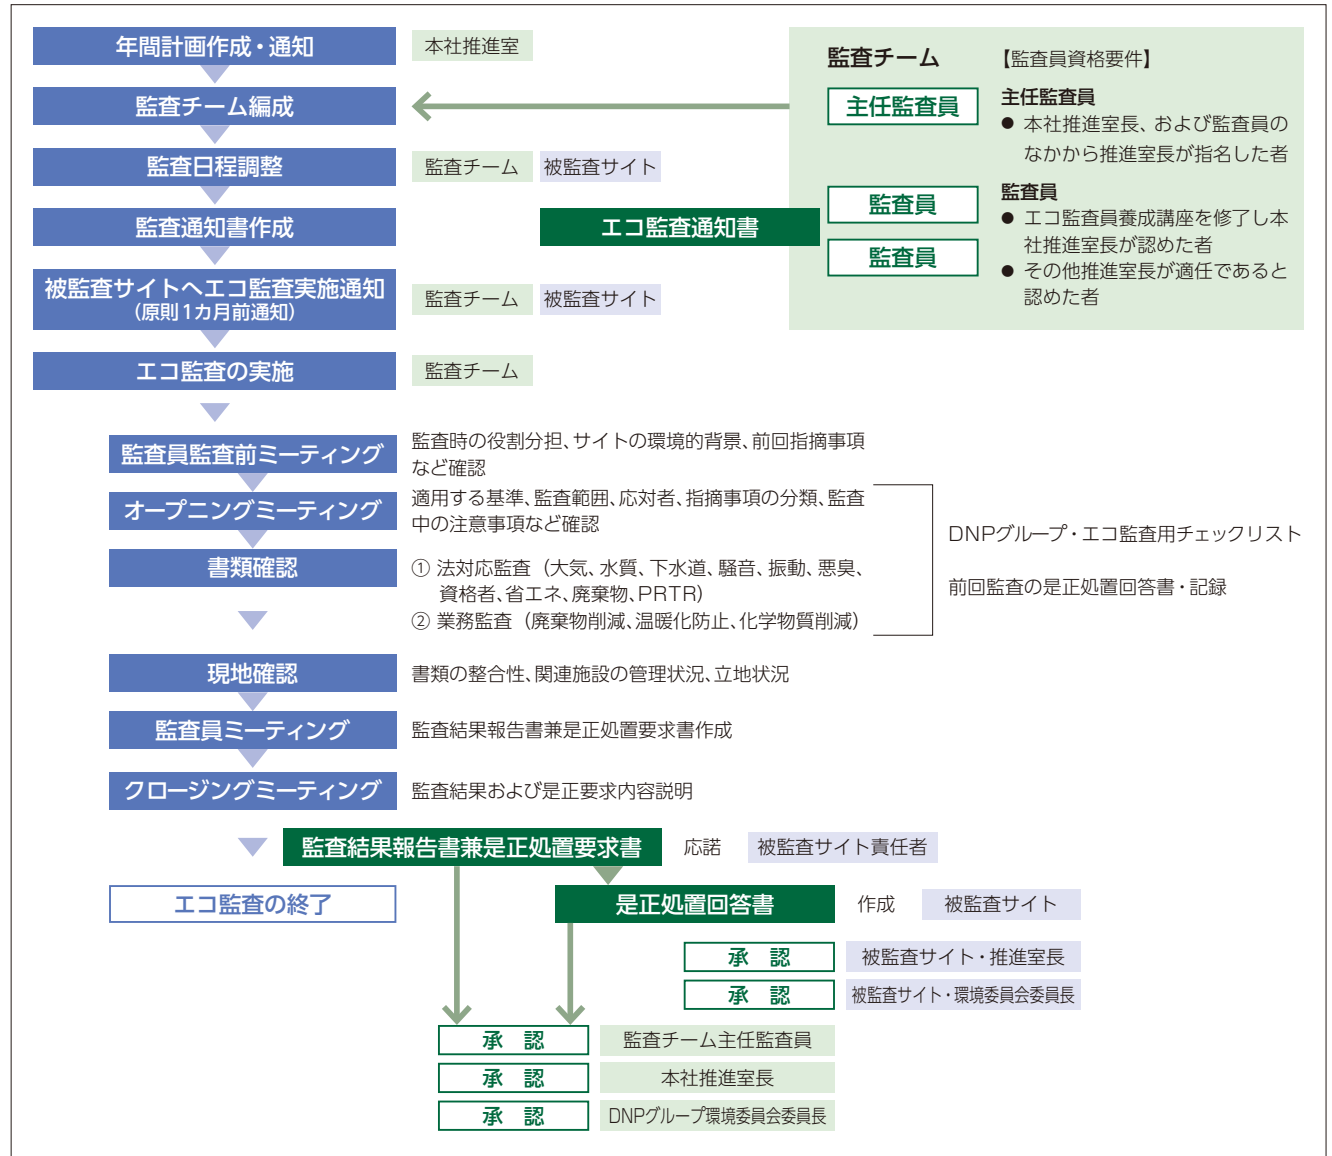 年間計画作成・通知
本社推進室
監査チーム編成
監査日程調整
監査チーム
被監査サイト
監査通知書作成
エコ監査通知書
被監査サイトへエコ監査実施通知
(原則1カ月前通知)
監査チーム
被監査サイト
エコ監査の実施
監査チーム
監査チーム
【監査員資格要件】
主任監査員
主任監査員
● 本社推進室長、および監査員の
なかから推進室長が指名した者
監査員
監査員
監査員
● エコ監査員養成講座を修了し本
社推進室長が認めた者
● その他推進室長が適任であると
認めた者
監査員監査前ミーティング
監査時の役割分担、サイトの環境的背景、前回指摘事項
など確認
オープニングミーティング
適用する基準、監査範囲、応対者、指摘事項の分類、監査
中の注意事項など確認
書類確認
① 法対応監査（大気、水質、下水道、騒音、振動、悪臭、
資格者、省エネ、廃棄物、PRTR）
② 業務監査（廃棄物削減、温暖化防止、化学物質削減）
DNPグループ・エコ監査用チェックリスト
前回監査の是正処置回答書・記録
現地確認
書類の整合性、関連施設の管理状況、立地状況
監査員ミーティング
監査結果報告書兼是正処置要求書作成
クロージングミーティング
監査結果および是正要求内容説明
監査結果報告書兼是正処置要求書
応諾
被監査サイト責任者
エコ監査の終了
是正処置回答書
作成
被監査サイト
承　認
被監査サイト・推進室長
承　認
被監査サイト・環境委員会委員長
承　認
監査チーム主任監査員
承　認
本社推進室長
承　認
DNPグループ環境委員会委員長